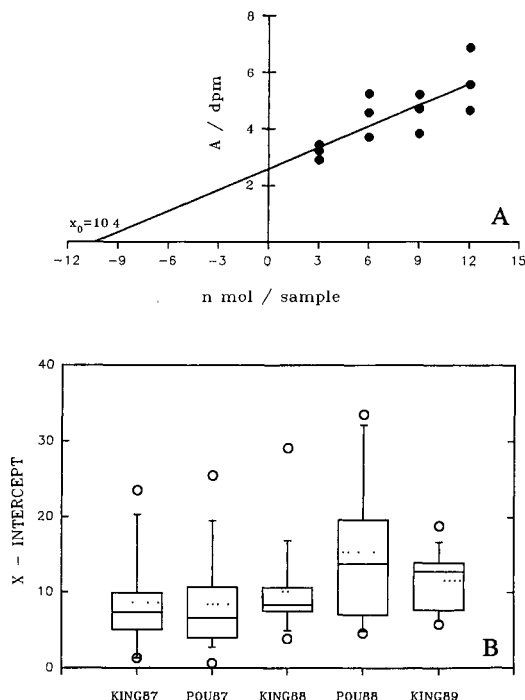 8
6
A / dpm
4
2
x0=10 4
A
−12 −9 −6 −3 0 3 6 9 12 15
n mol / sample
40
30
X − INTERCEPT
20
10
B
0
KING87 POU87 KING88 POU88 KING89